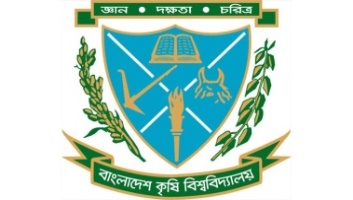 জ্ঞান • দক্ষতা • চরিত্র
বাংলাদেশ কৃষি বিশ্ববিদ্যালয়